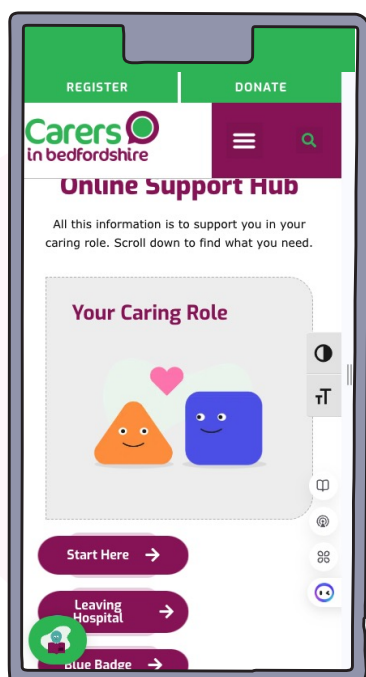 REGISTER
DONATE
Carers
in bedfordshire
Online Support Hub
All this information is to support you in your
caring role. Scroll down to find what you need.
Your Caring Role
TT
Start Here
Leaving
Hospital
Blue Badge